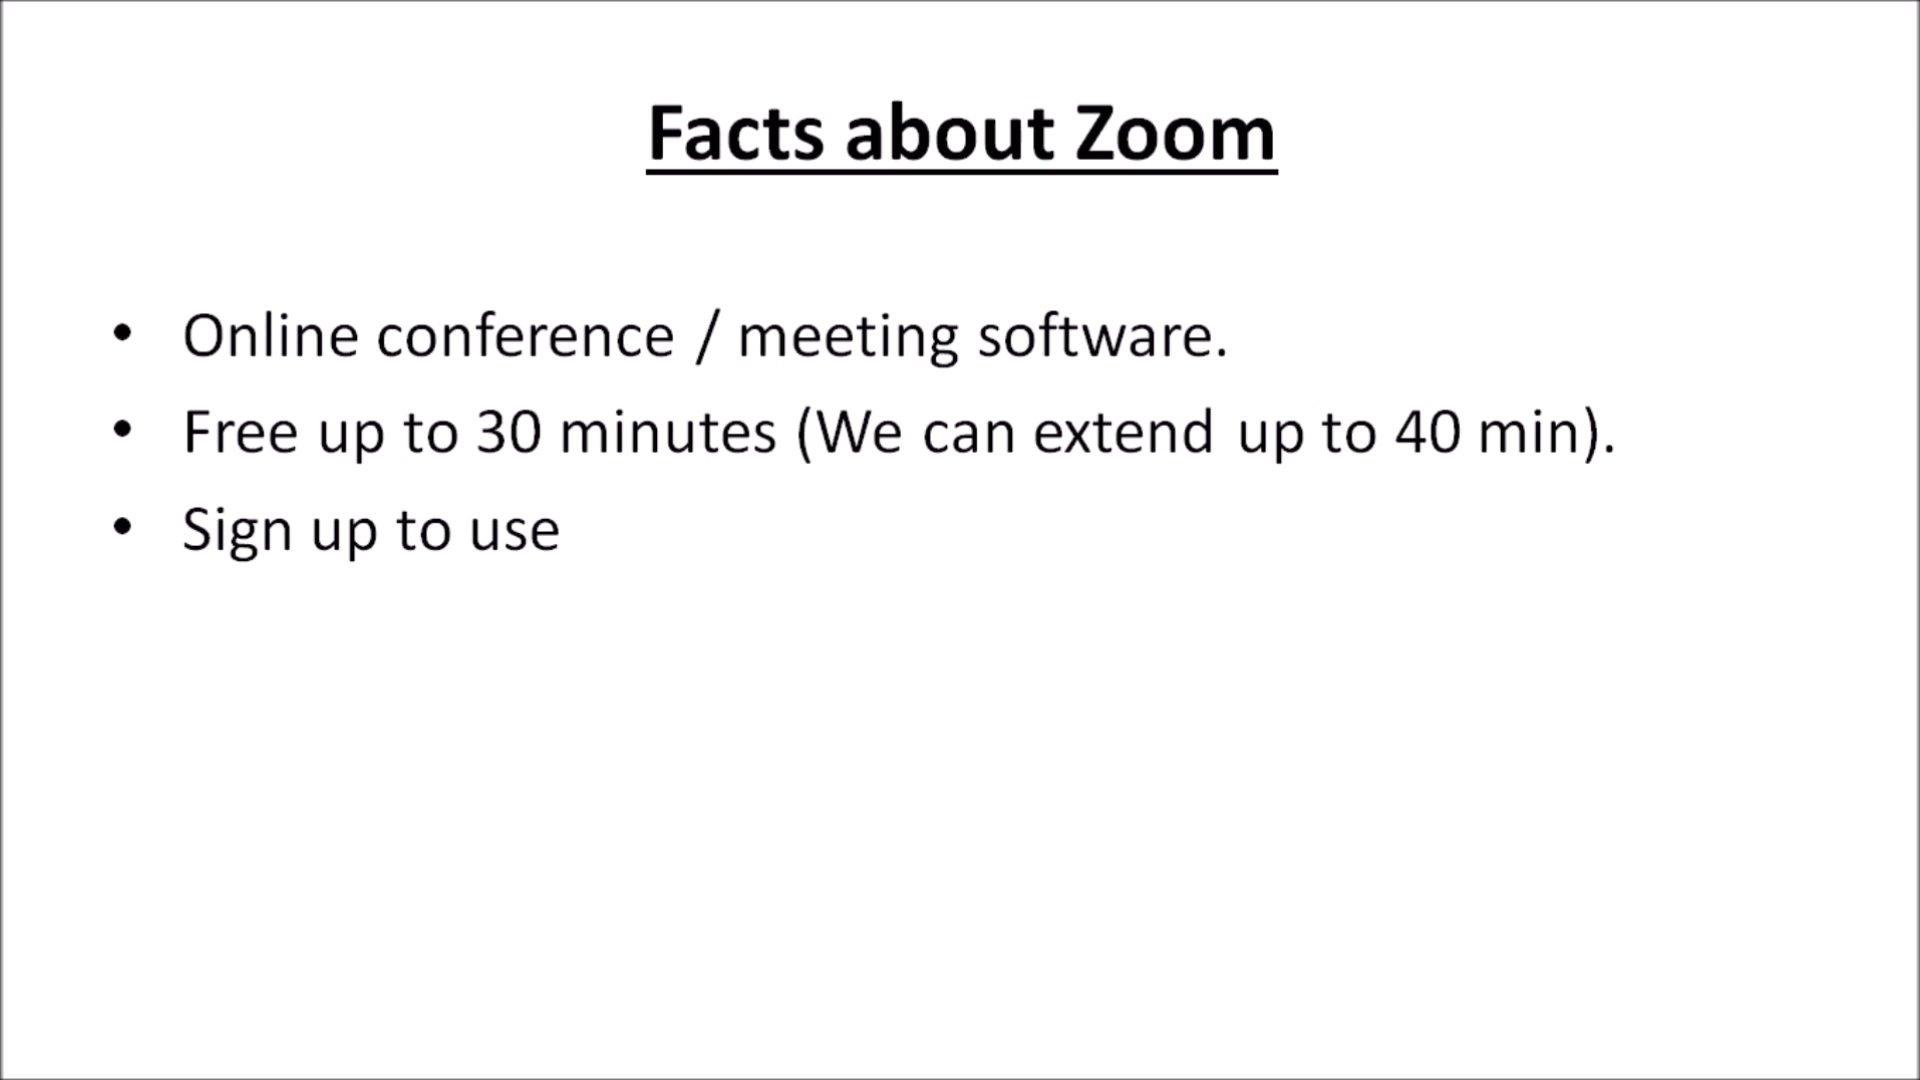 Facts about Zoom
• Online conference / meeting software.
• Free up to 30 minutes (We can extend up to 40 min).
• Sign up to use